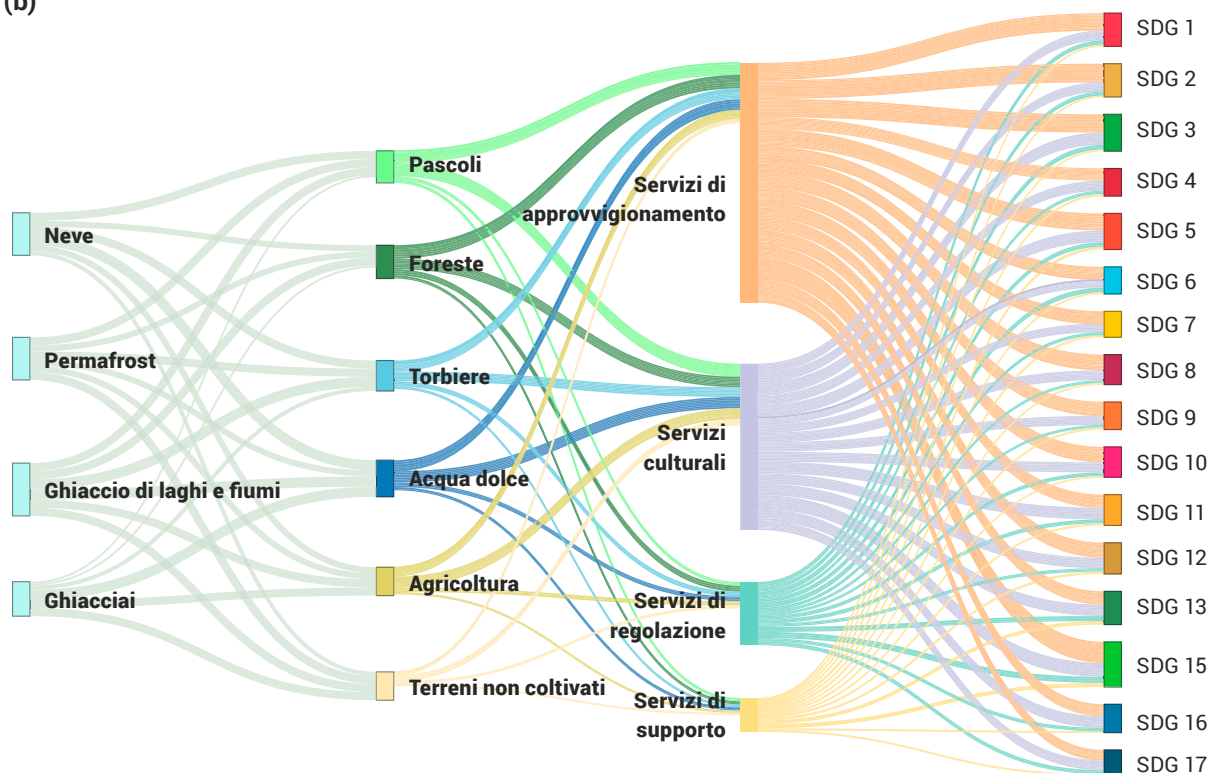 (b)
Neve
Permafrost
Ghiaccio di laghi e fiumi
Ghiacciai
Pascoli
Foreste
Torbiere
Acqua dolce
Agricoltura
Terreni non coltivati
Servizi di
approvvigionamento
Servizi
culturali
Servizi di
regolazione
Servizi di
supporto
SDG 1
SDG 2
SDG 3
SDG 4
SDG 5
SDG 6
SDG 7
SDG 8
SDG 9
SDG 10
SDG 11
SDG 12
SDG 13
SDG 15
SDG 16
SDG 17